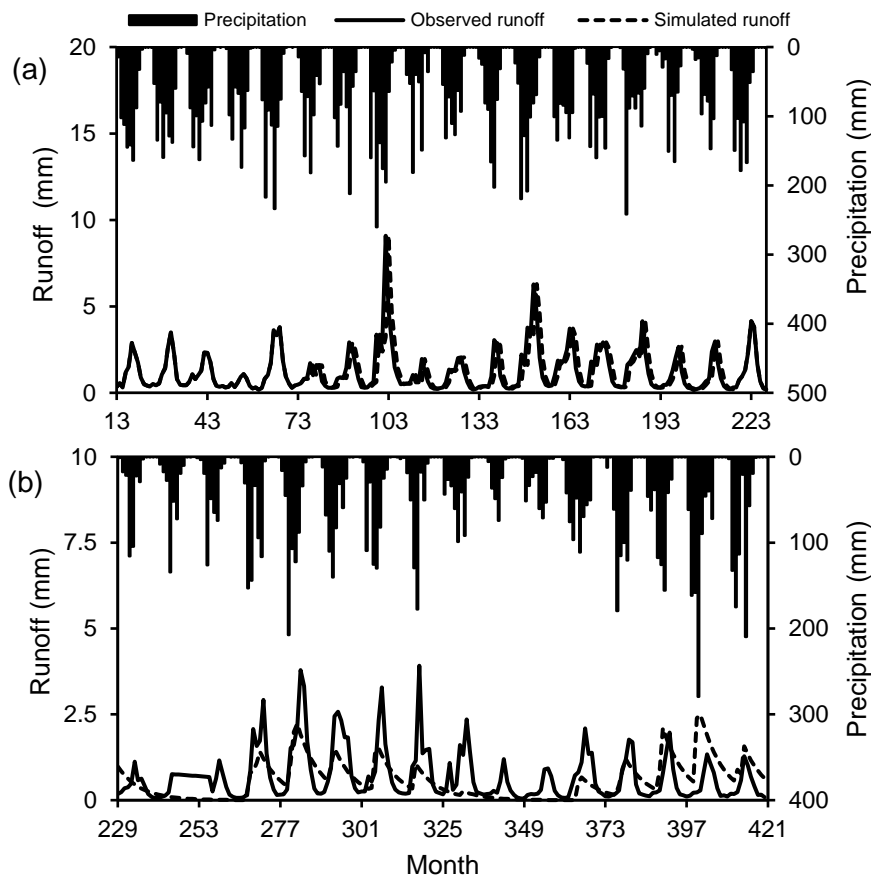 Precipitation Observed runoff Simulated runoff
(a)
Runoff (mm)
20
15
10
5
0
0
100
200
300
400
500
Precipitation (mm)
13 43 73 103 133 163 193 223
(b)
Runoff (mm)
10
7.5
5
2.5
0
0
100
200
300
400
Precipitation (mm)
229 253 277 301 325 349 373 397 421
Month